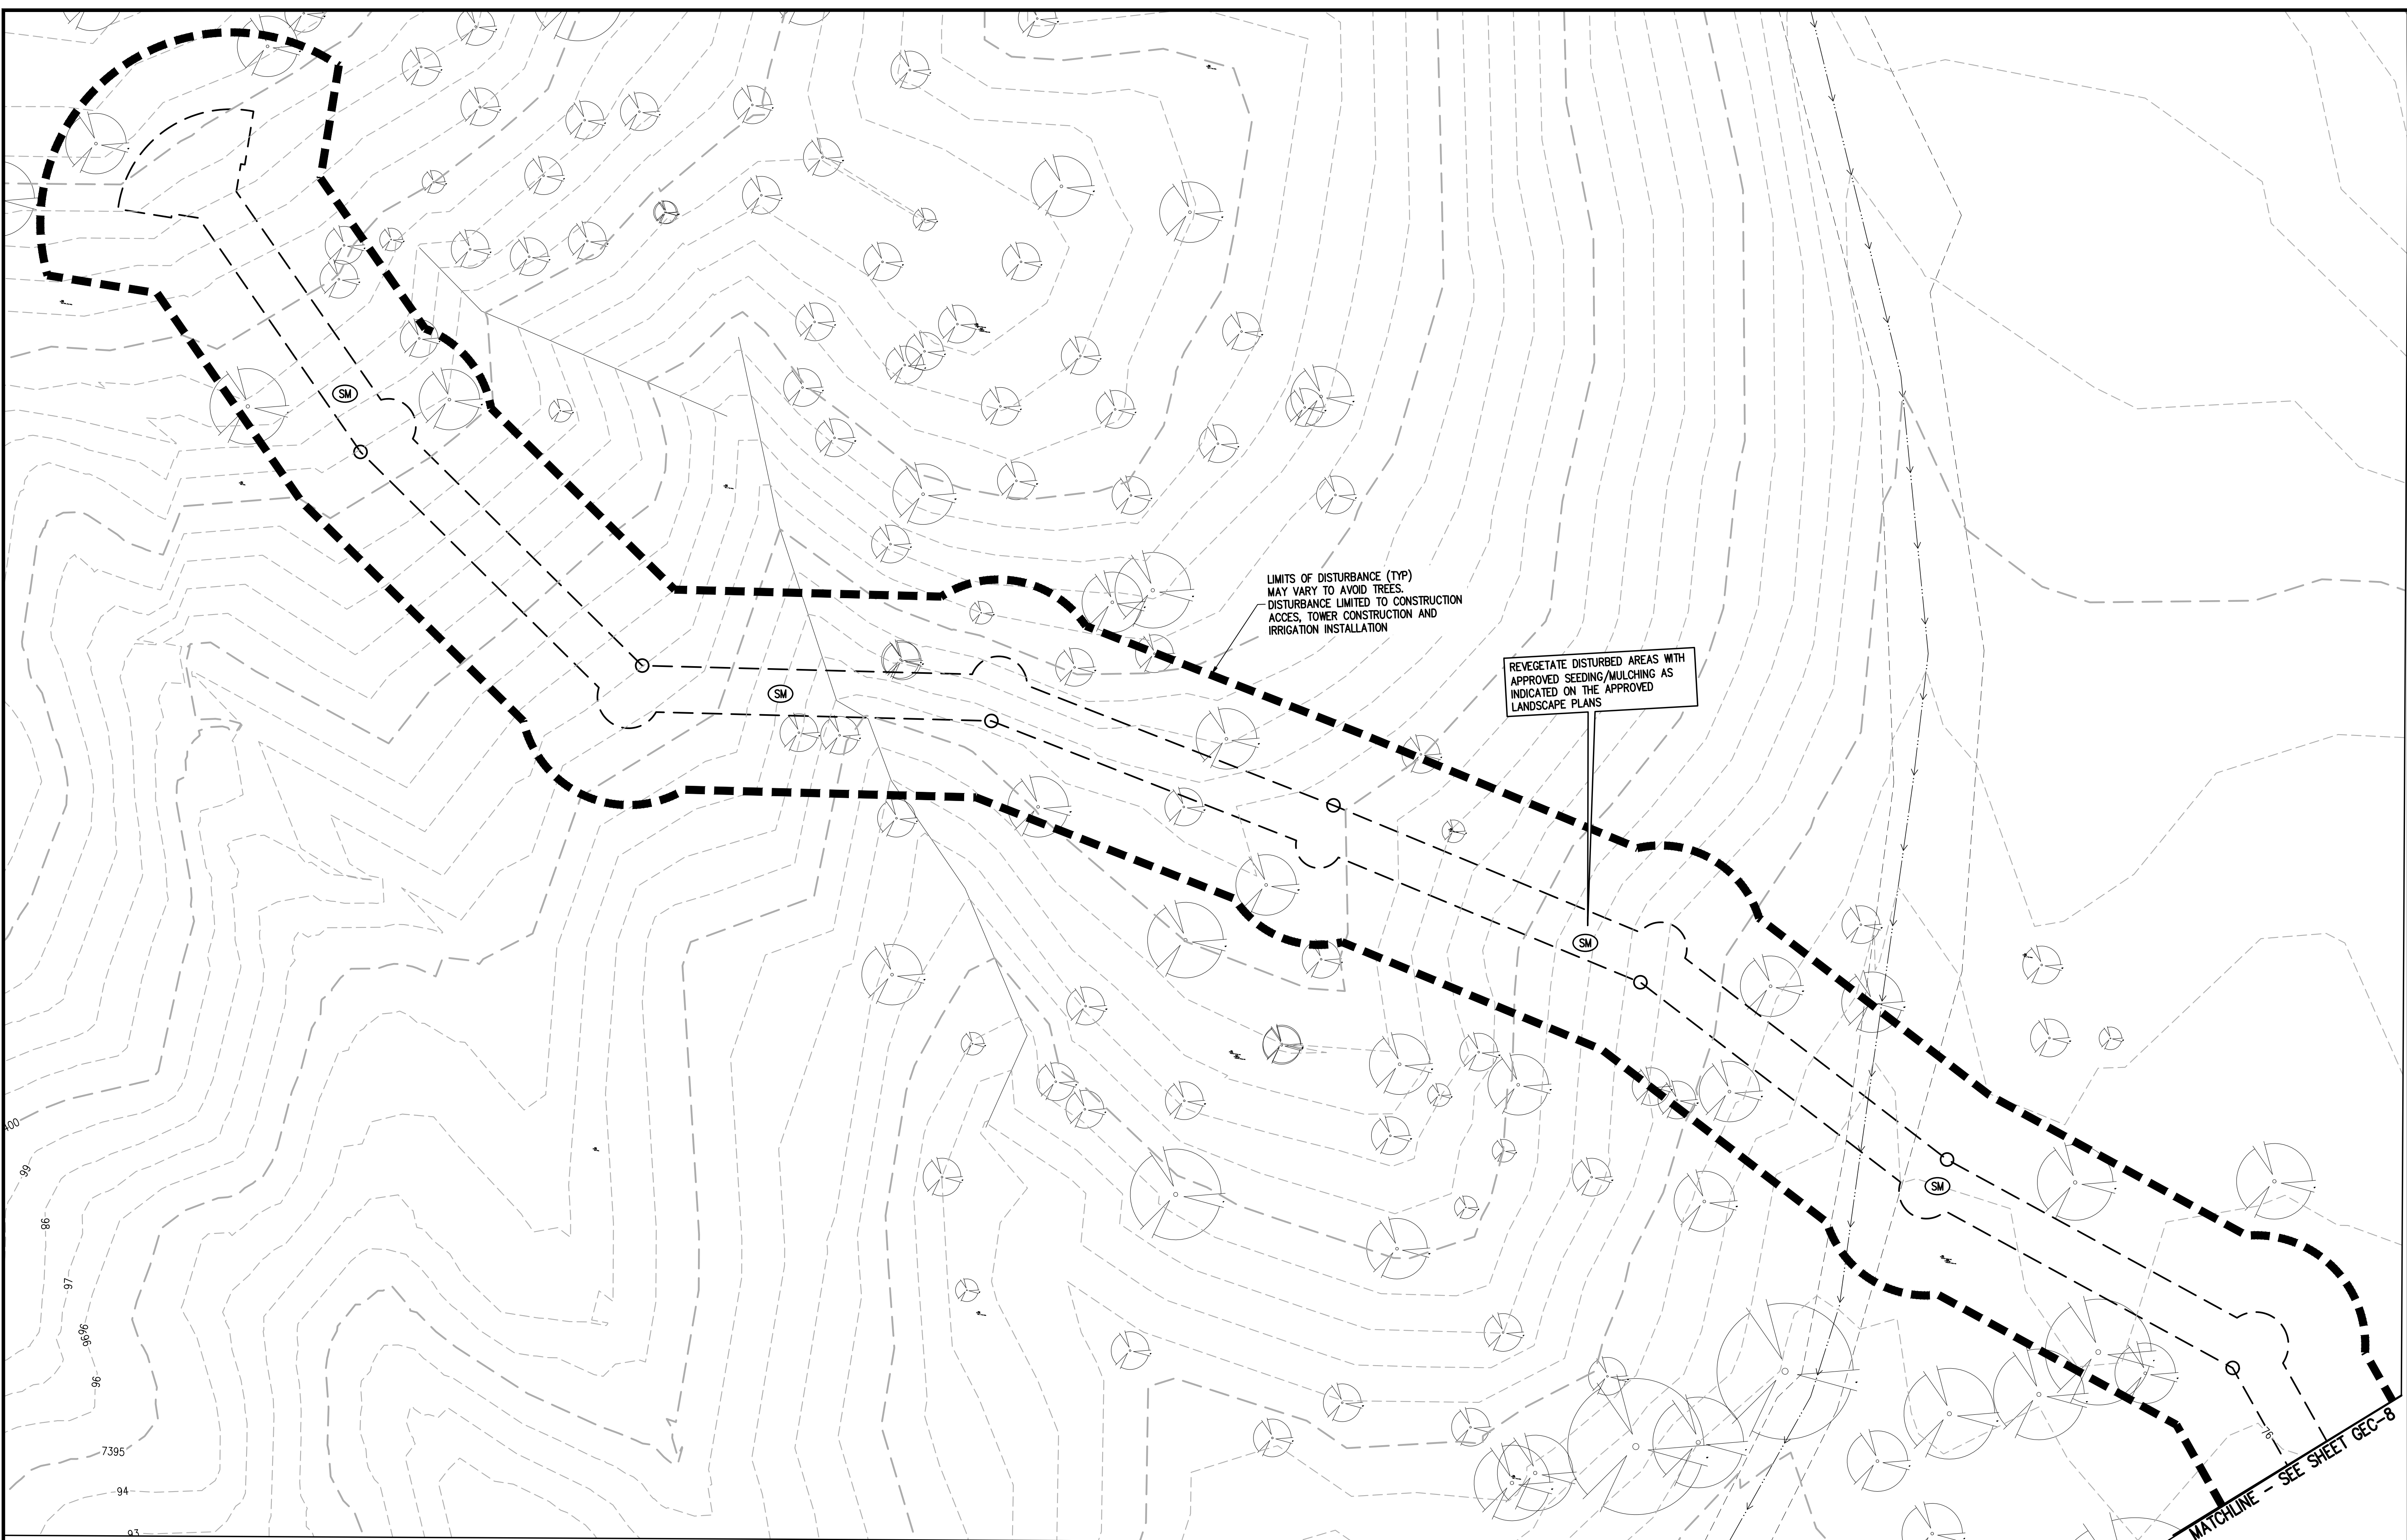 SM
LIMITS OF DISTURBANCE (TYP)
MAY VARY TO AVOID TREES.
DISTURBANCE LIMITED TO CONSTRUCTION
ACCES, TOWER CONSTRUCTION AND
IRRIGATION INSTALLATION
REVEGETATE DISTURBED AREAS WITH
APPROVED SEEDING/MULCHING AS
INDICATED ON THE APPROVED
LANDSCAPE PLANS
SM
SM
SM
99
98
97
9696
96
7395
94
93
76
MATCHLINE - SEE SHEET GEC-8